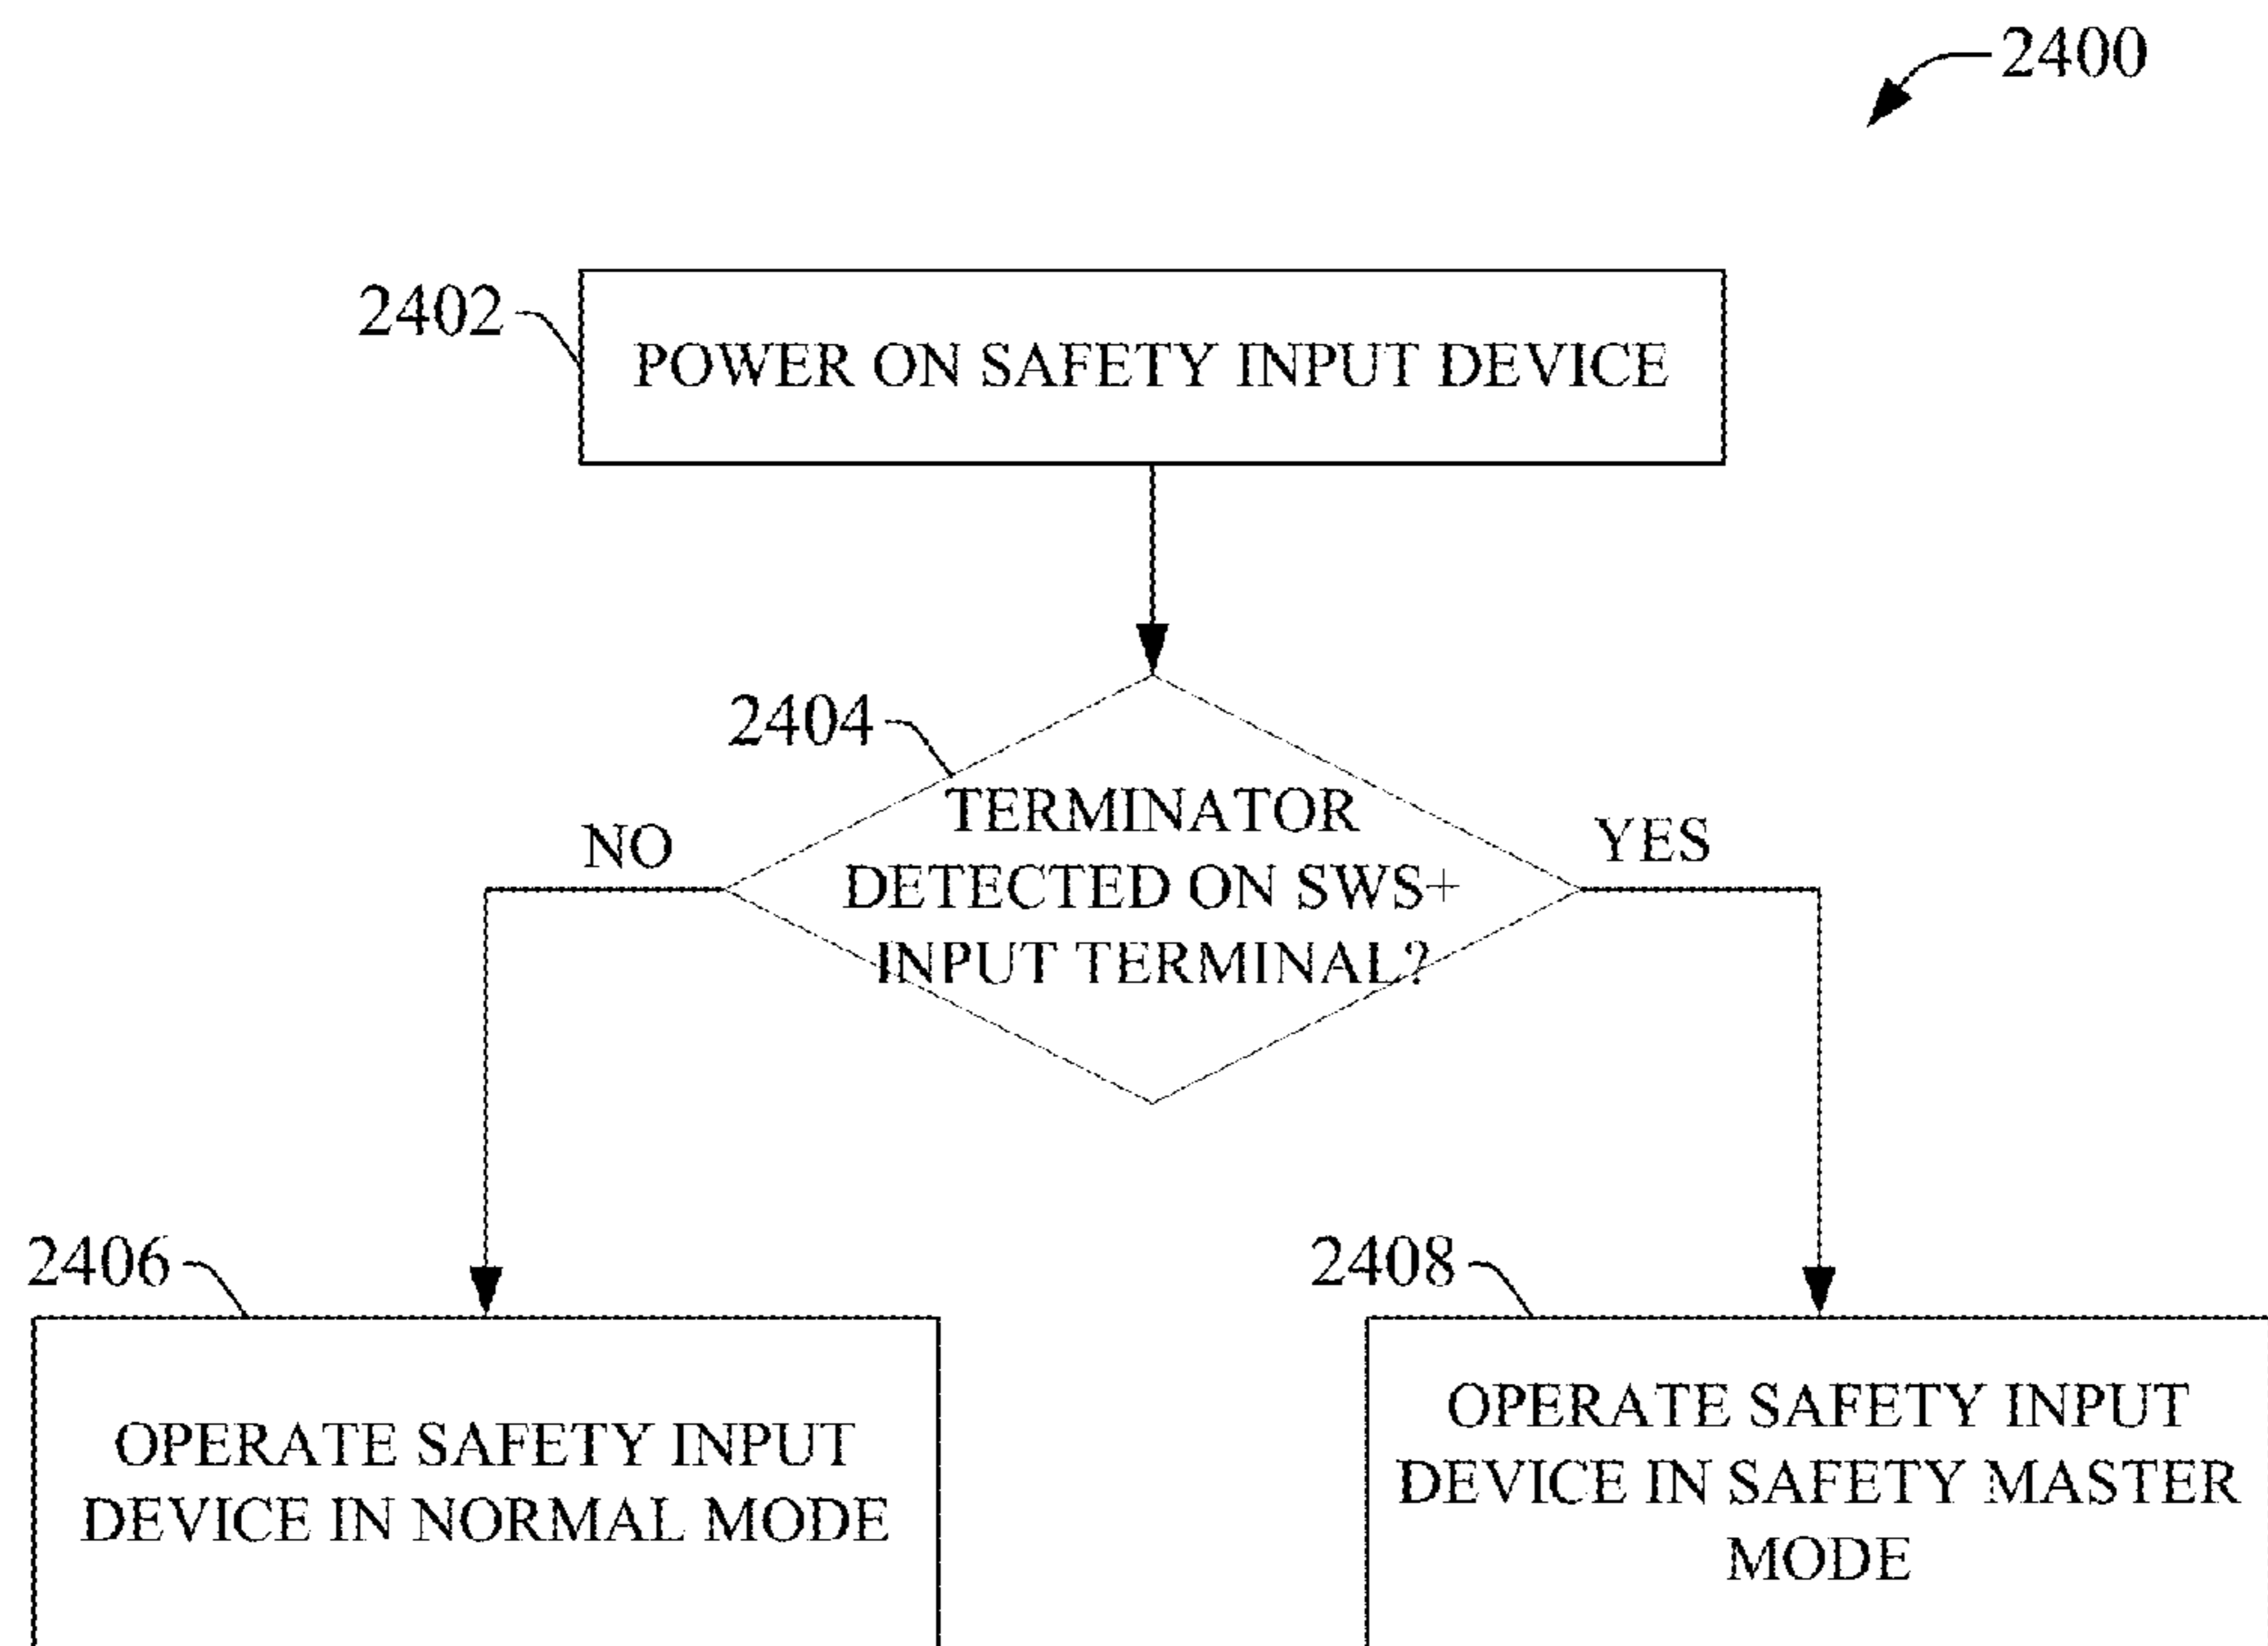 2400
2402
POWER ON SAFETY INPUT DEVICE
2404
TERMINATOR
DETECTED ON SWS+
INPUT TERMINAL?
NO
YES
2406
OPERATE SAFETY INPUT
DEVICE IN NORMAL MODE
2408
OPERATE SAFETY INPUT
DEVICE IN SAFETY MASTER
MODE